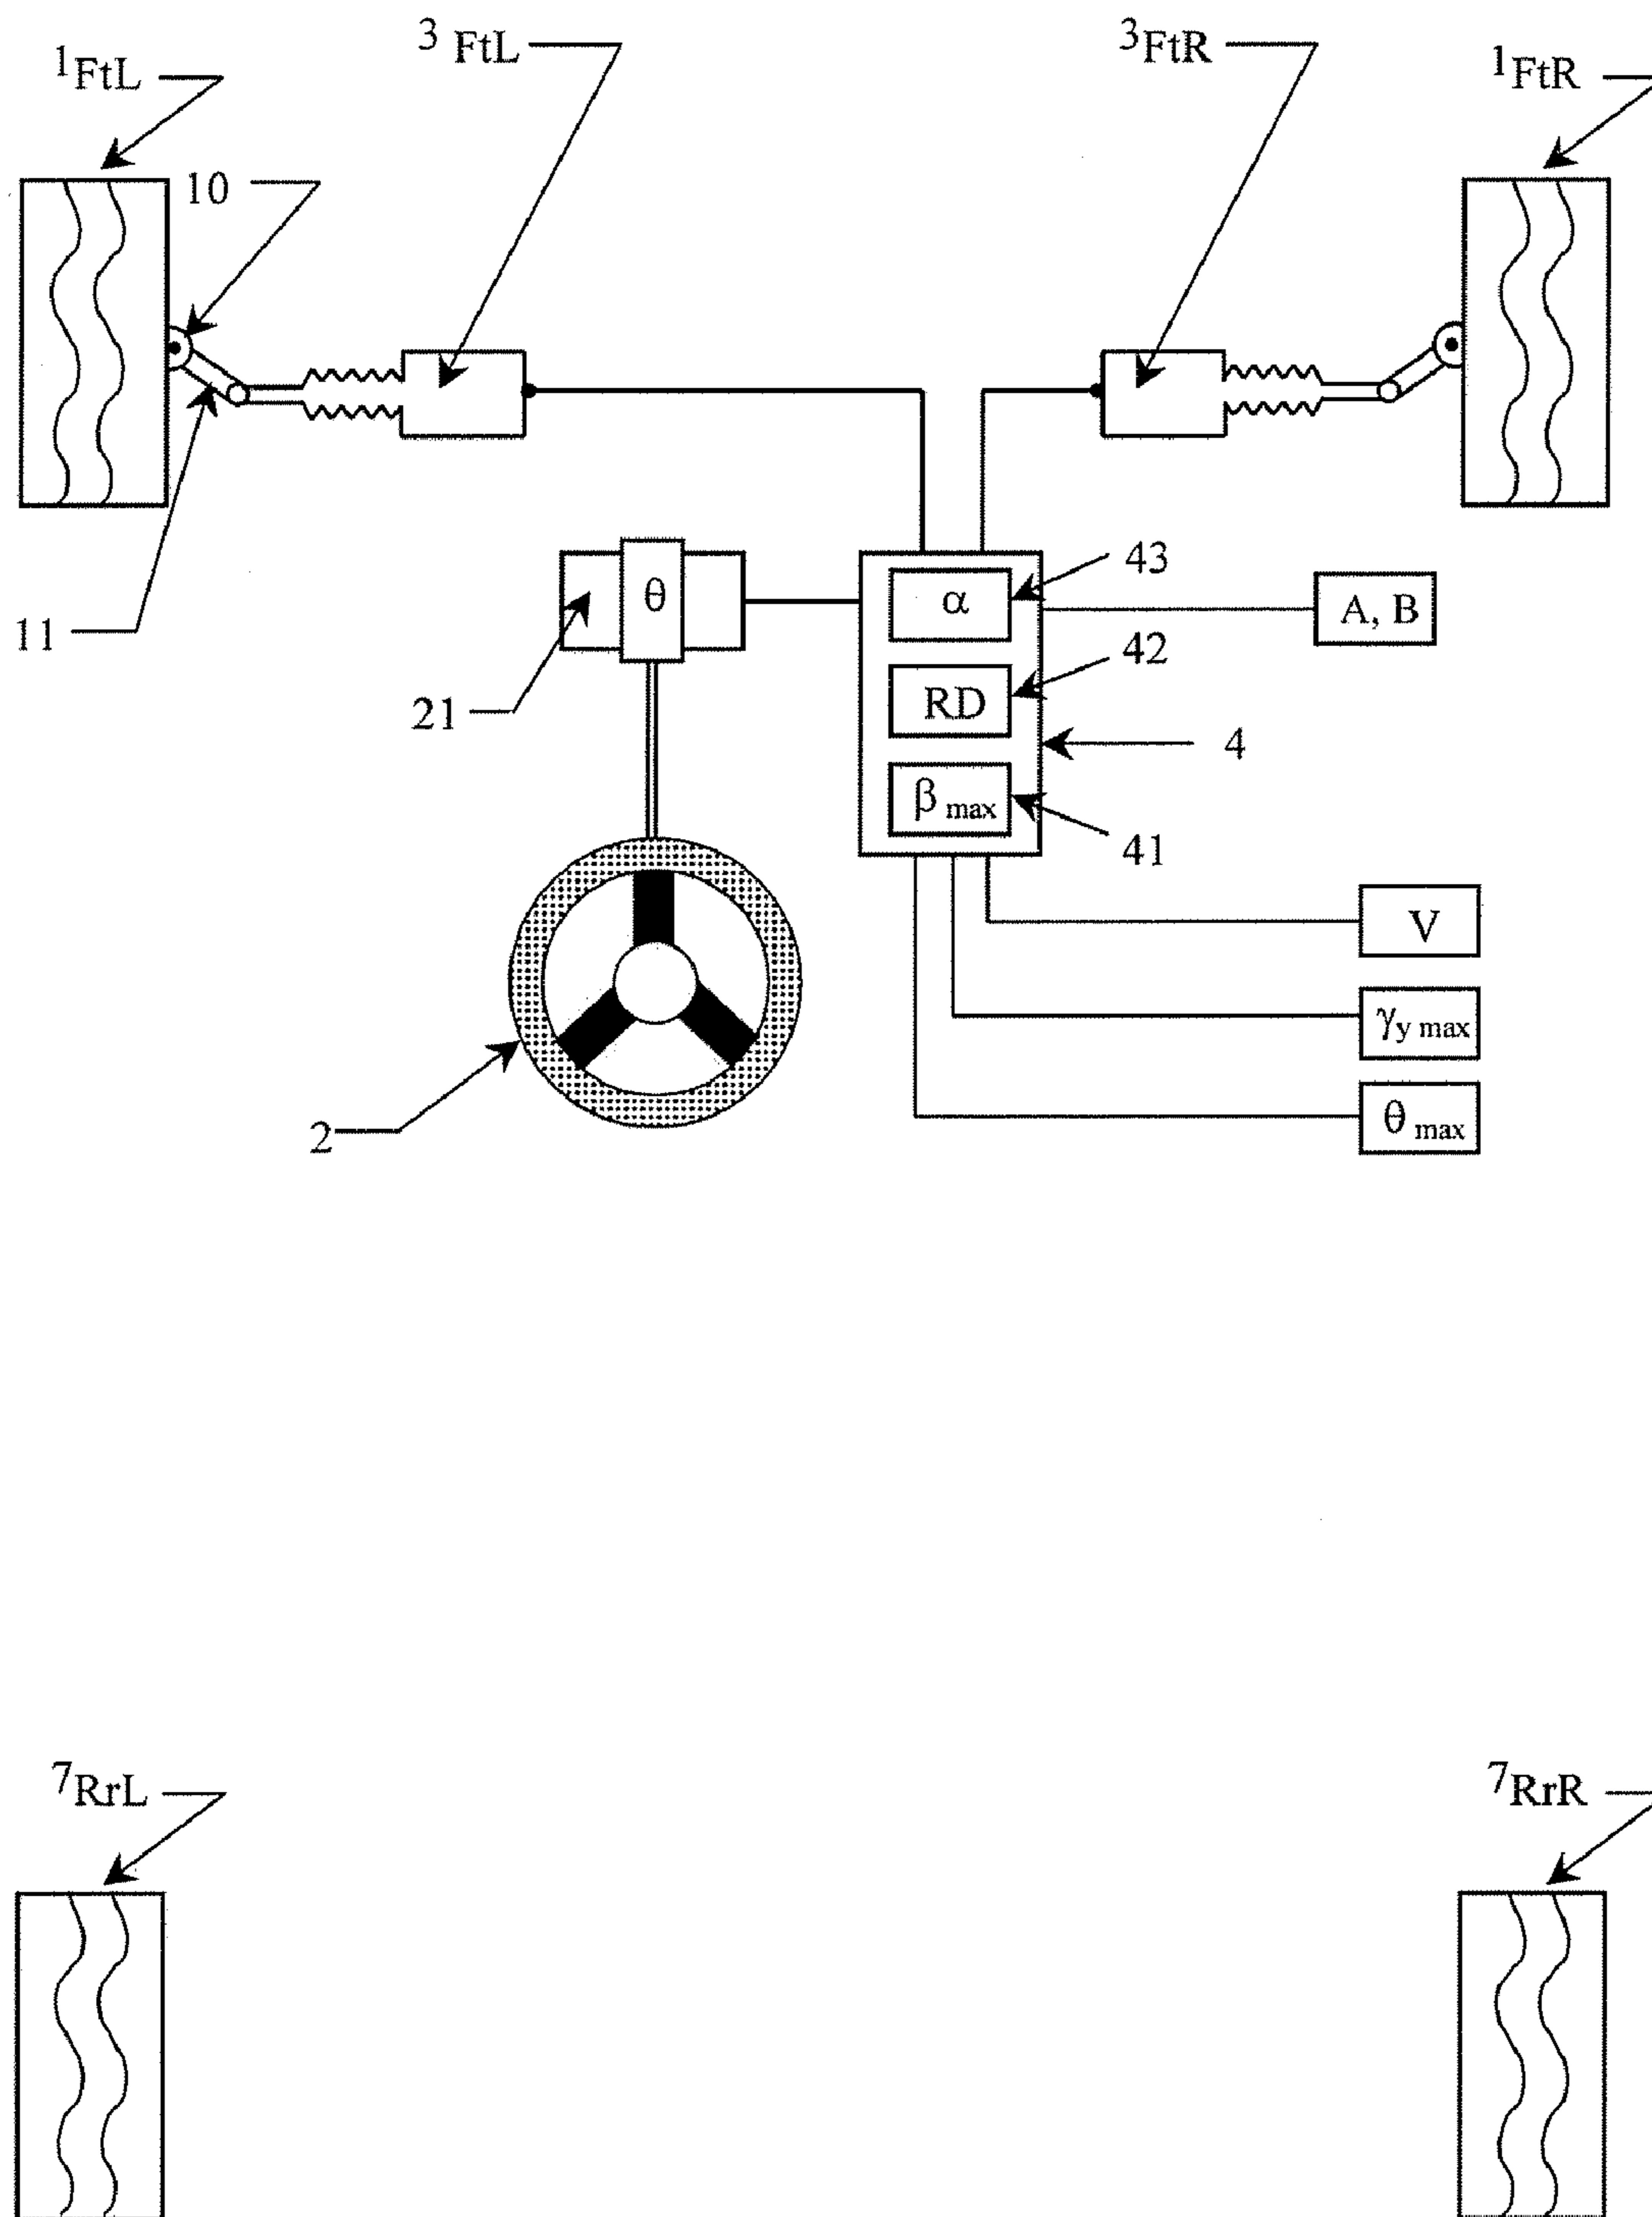 3 FtL
3FtR
1FtL
1FtR
10
43
θ
α
A, B
11
42
RD
21
4
β max
41
V
γy max
θ max
2
7RrL
7RrR